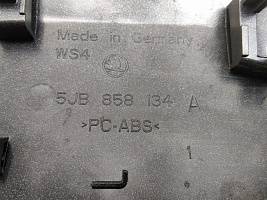 Made in Germany
WS4
5JB 858 134 A
>PC-ABS<
1